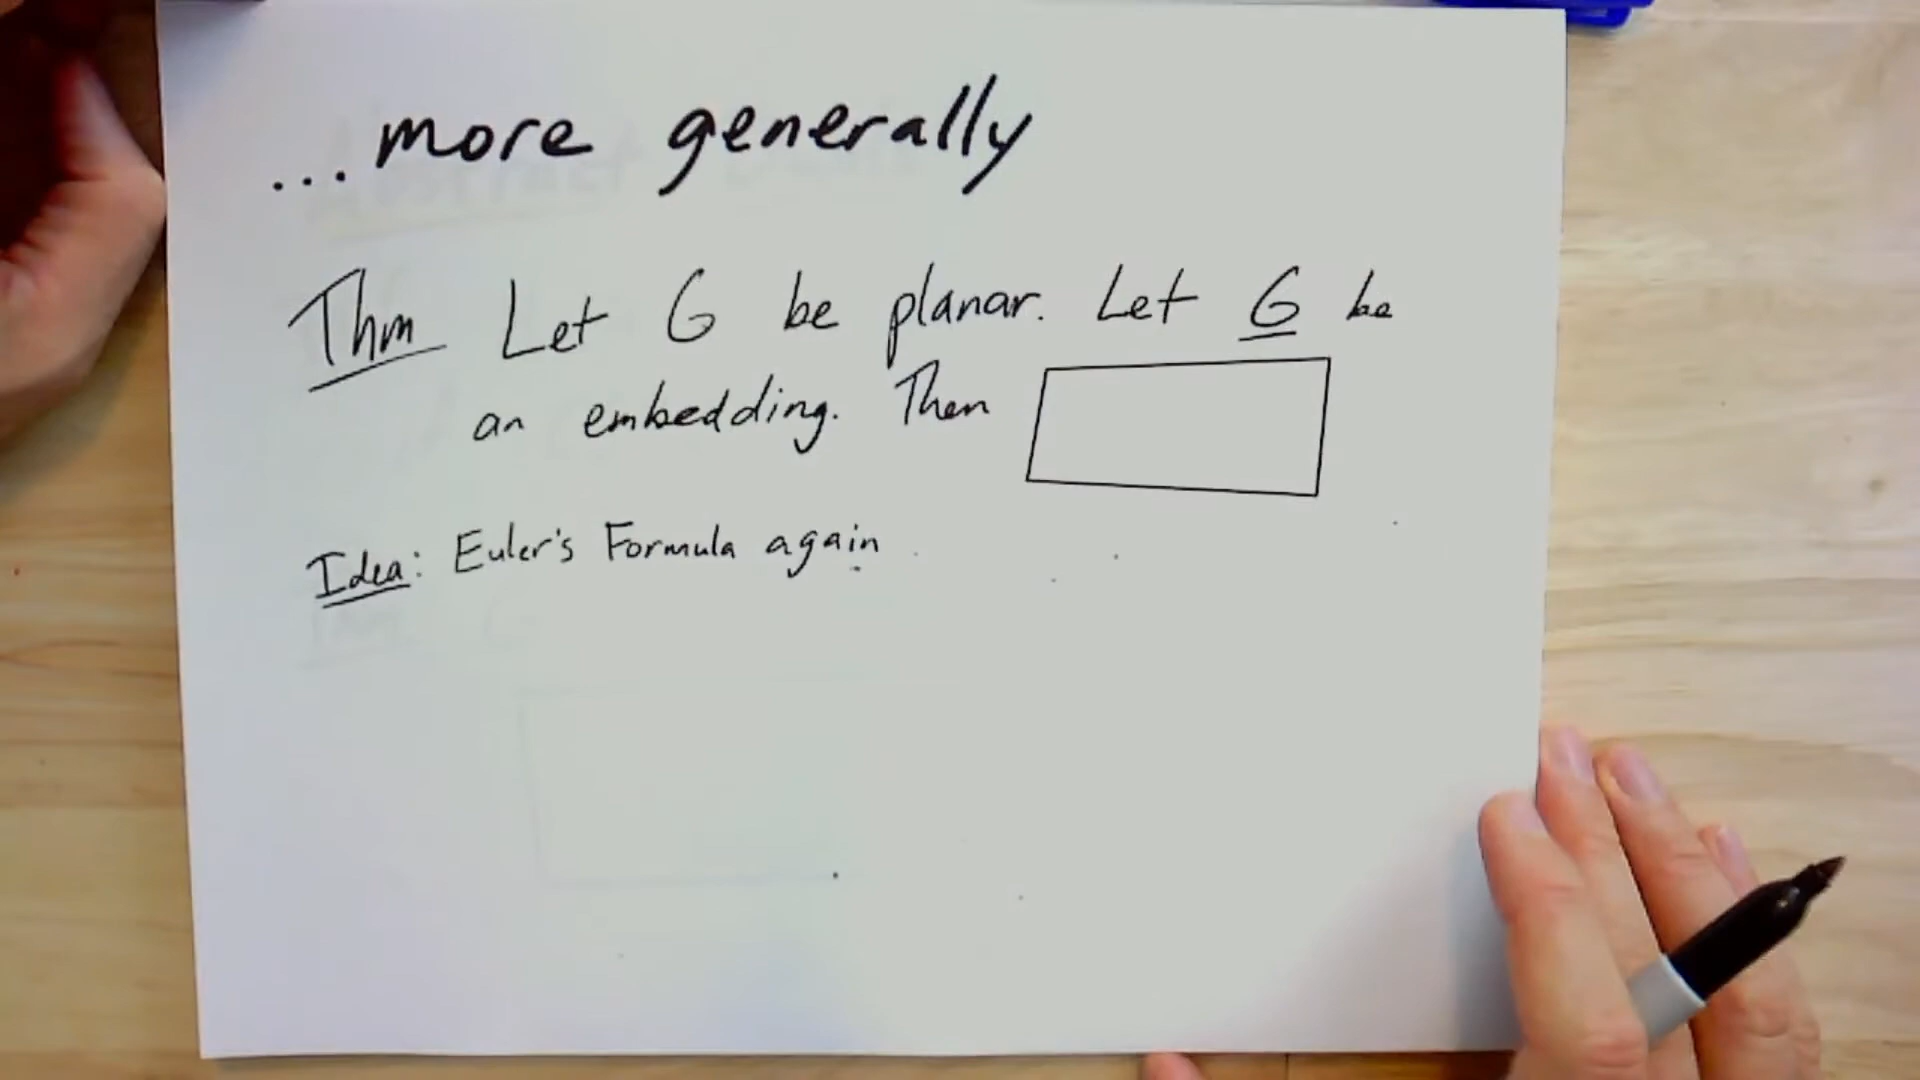 ...more generally
Thm Let G be planar. Let G be
an embedding. Then
Idea: Euler's Formula again